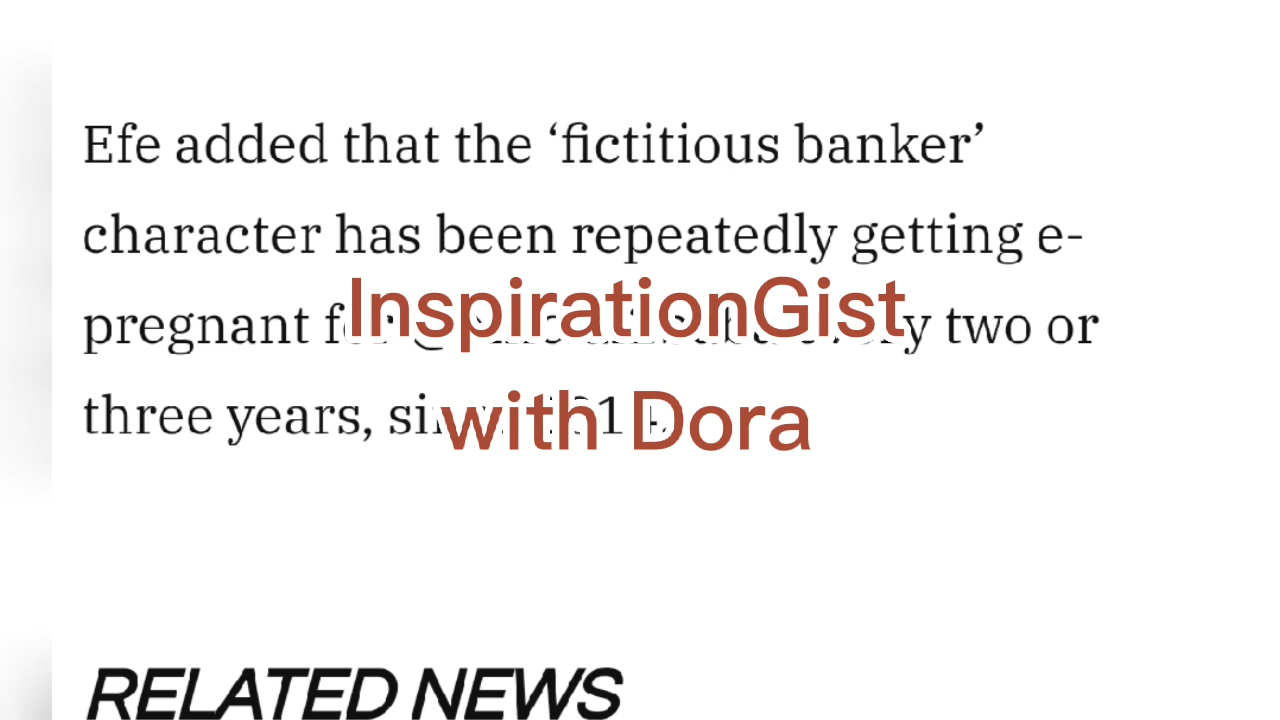 Efe added that the ‘fictitious banker’
character has been repeatedly getting e-
pregnant
InspirationGist
two or
three years,
with Dora
RELATED NEWS